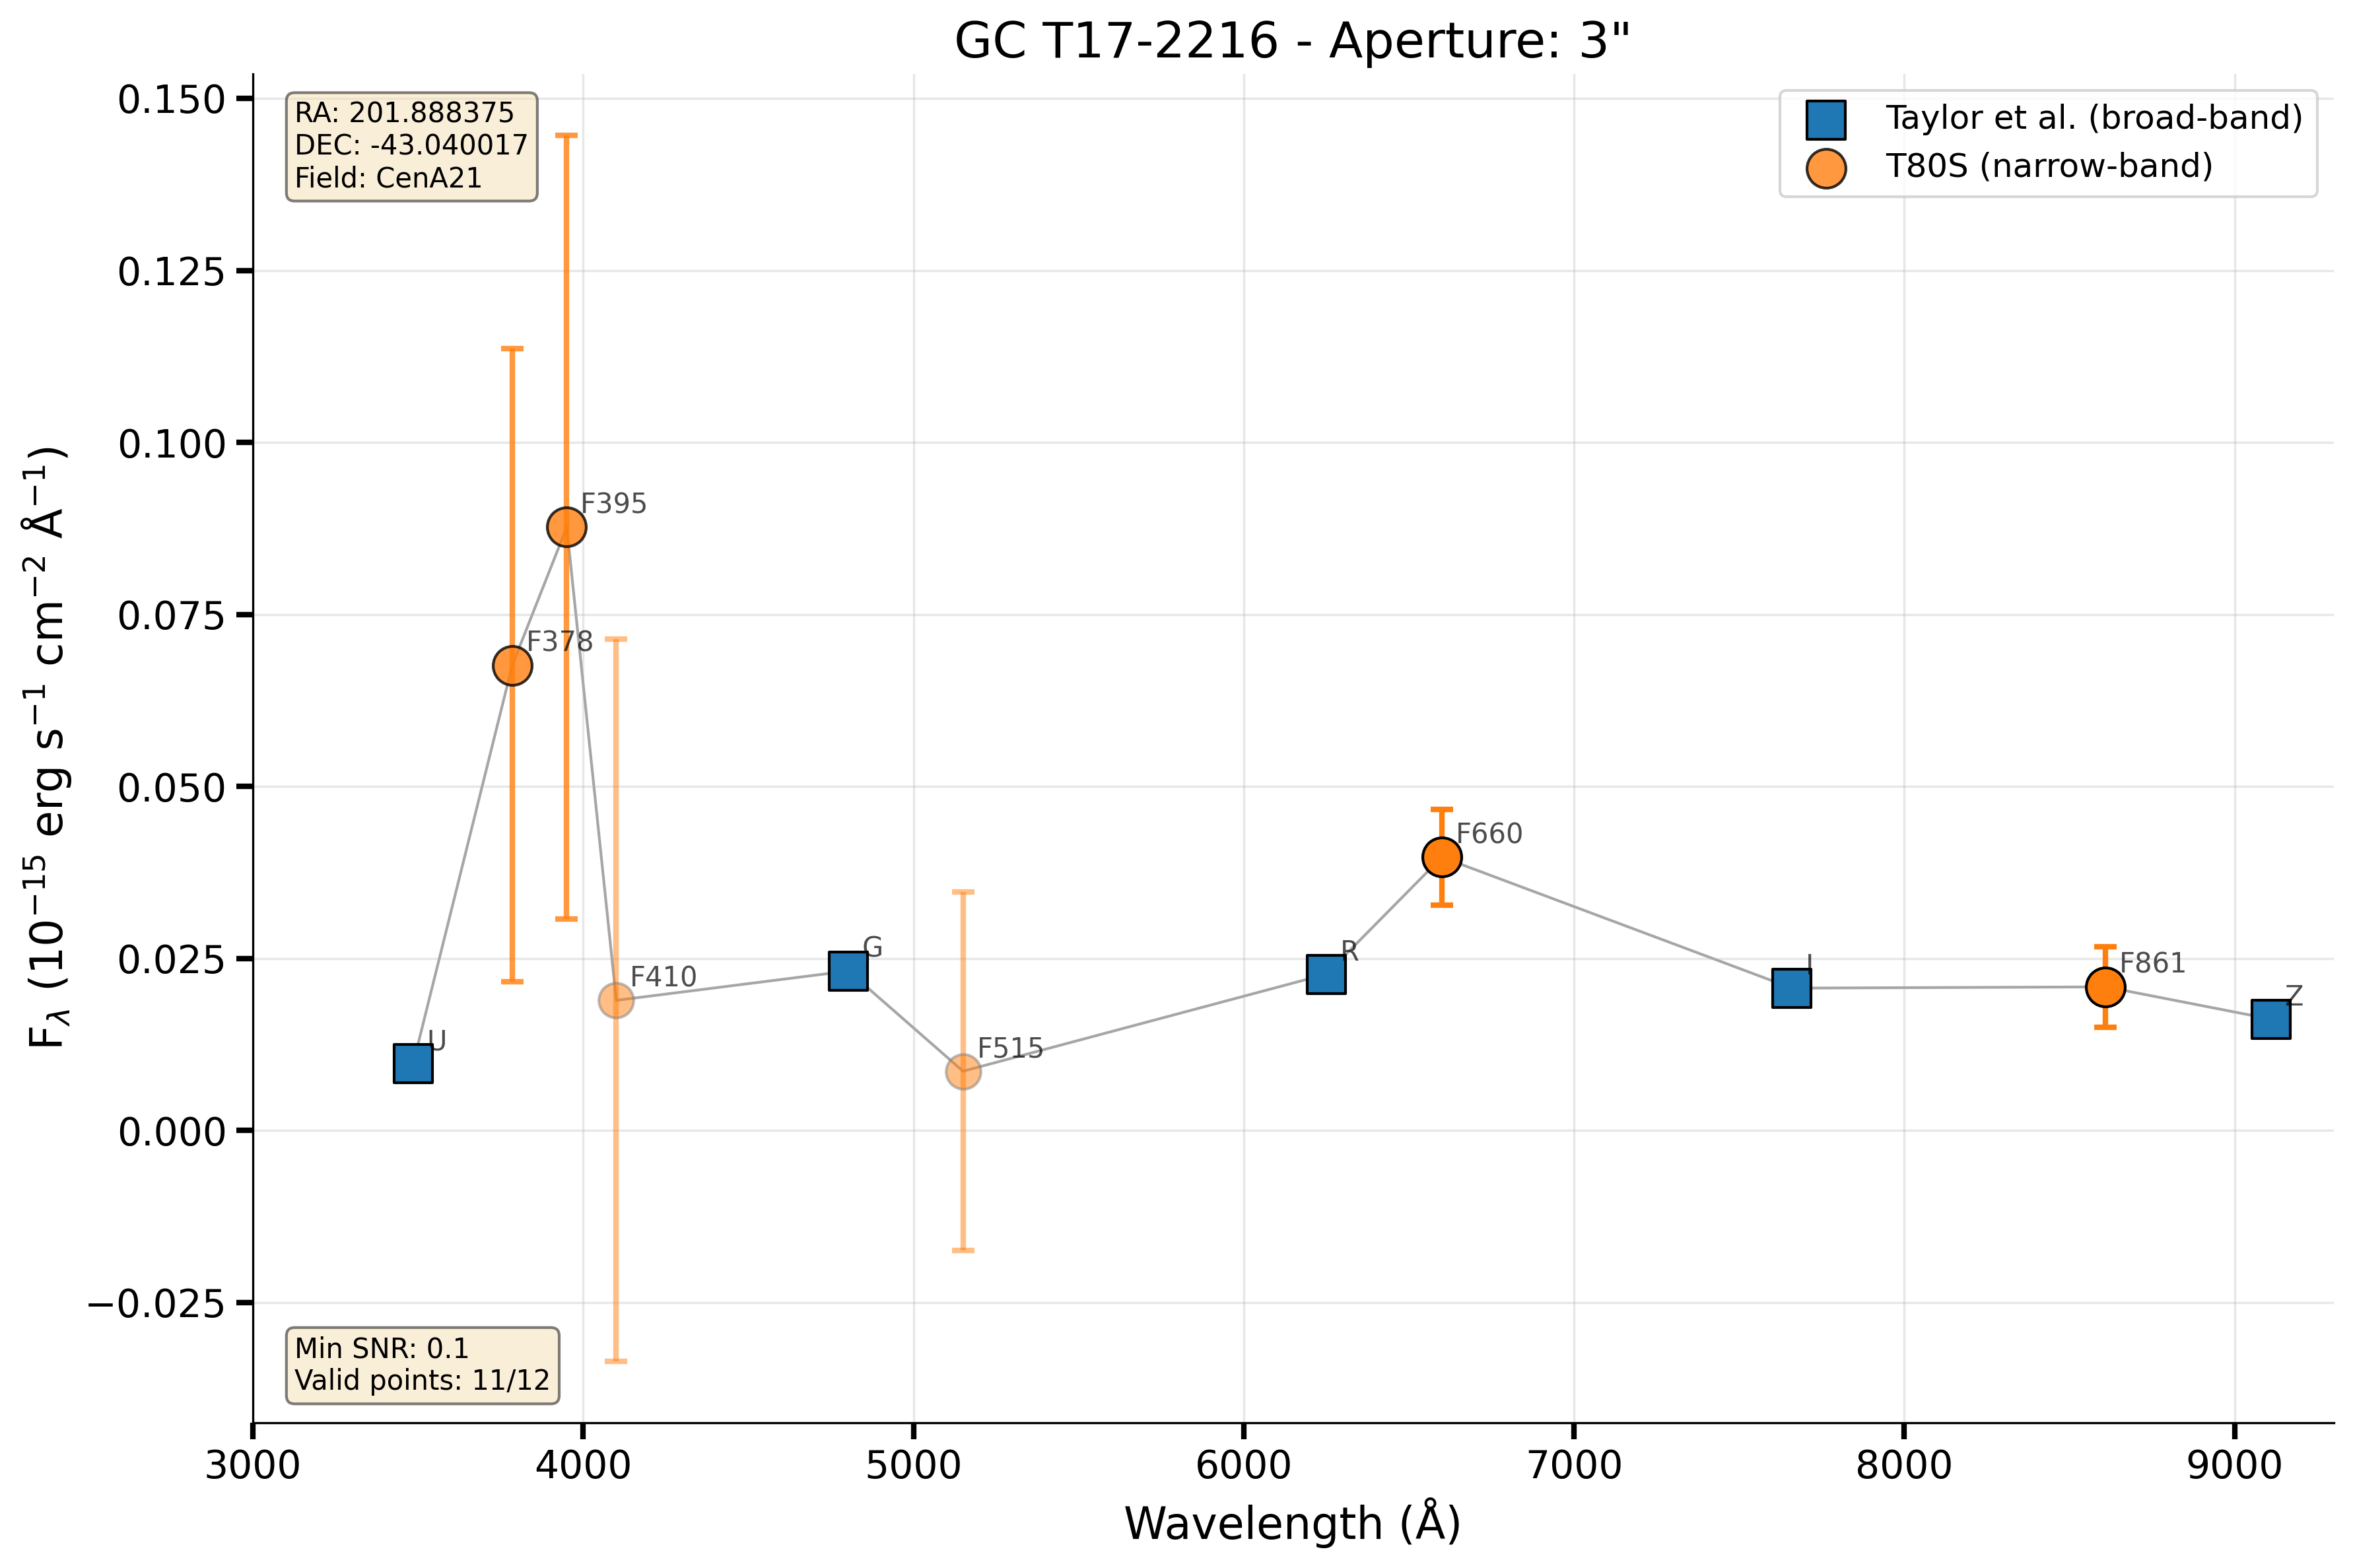 GC T17-2216 - Aperture: 3"
RA: 201.888375
DEC: -43.040017
Field: CenA21
Taylor et al. (broad-band)
T80S (narrow-band)
0.150
0.125
0.100
0.075
0.050
0.025
0.000
−0.025
F_λ (10⁻¹⁵ erg s⁻¹ cm⁻² Å⁻¹)
U
F378
F395
F410
G
F515
R
F660
I
F861
Z
Min SNR: 0.1
Valid points: 11/12
3000 4000 5000 6000 7000 8000 9000
Wavelength (Å)